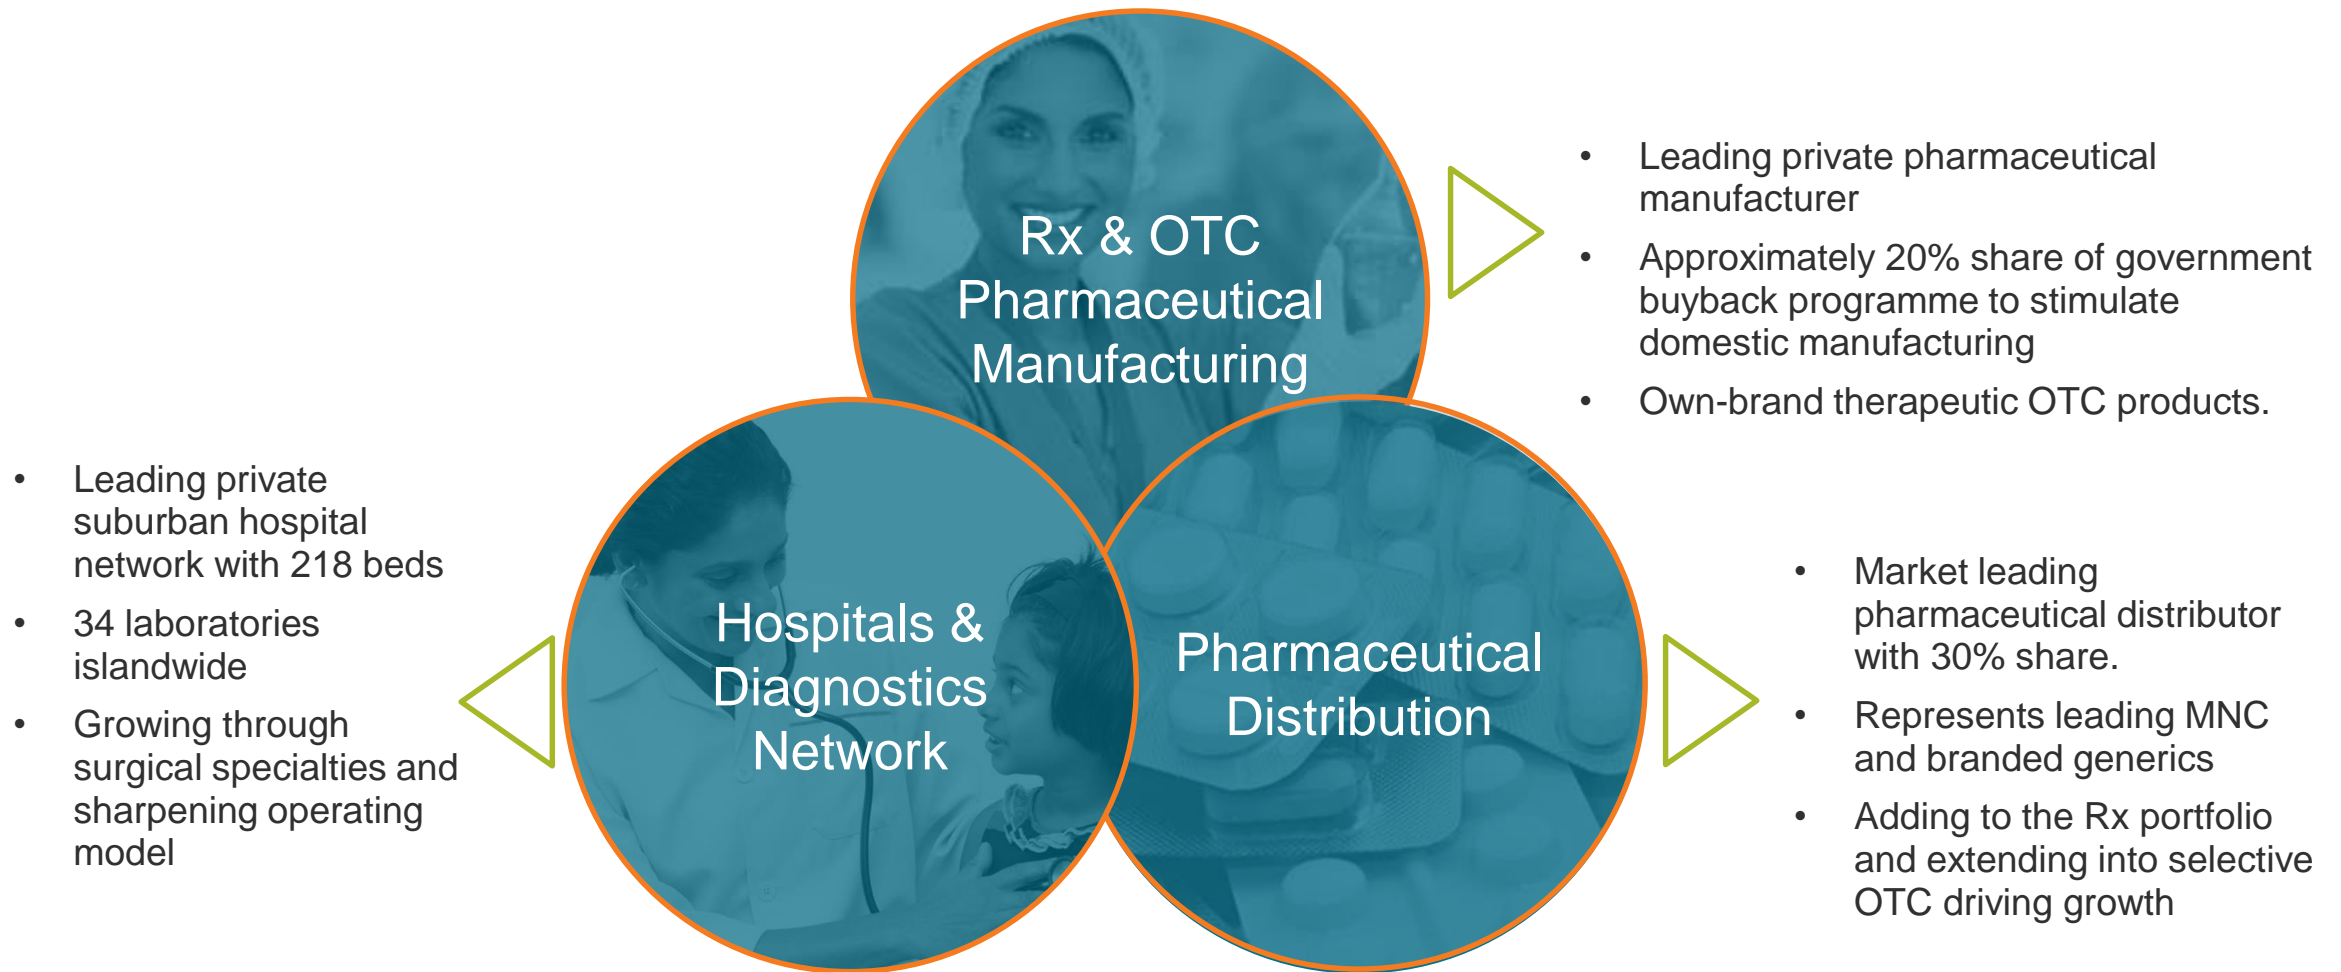 Rx & OTC
Pharmaceutical
Manufacturing
• Leading private pharmaceutical
manufacturer
• Approximately 20% share of government
buyback programme to stimulate
domestic manufacturing
• Own-brand therapeutic OTC products.
• Leading private
suburban hospital
network with 218 beds
• 34 laboratories
islandwide
• Growing through
surgical specialties and
sharpening operating
model
Hospitals &
Diagnostics
Network
Pharmaceutical
Distribution
• Market leading
pharmaceutical distributor
with 30% share.
• Represents leading MNC
and branded generics
• Adding to the Rx portfolio
and extending into selective
OTC driving growth